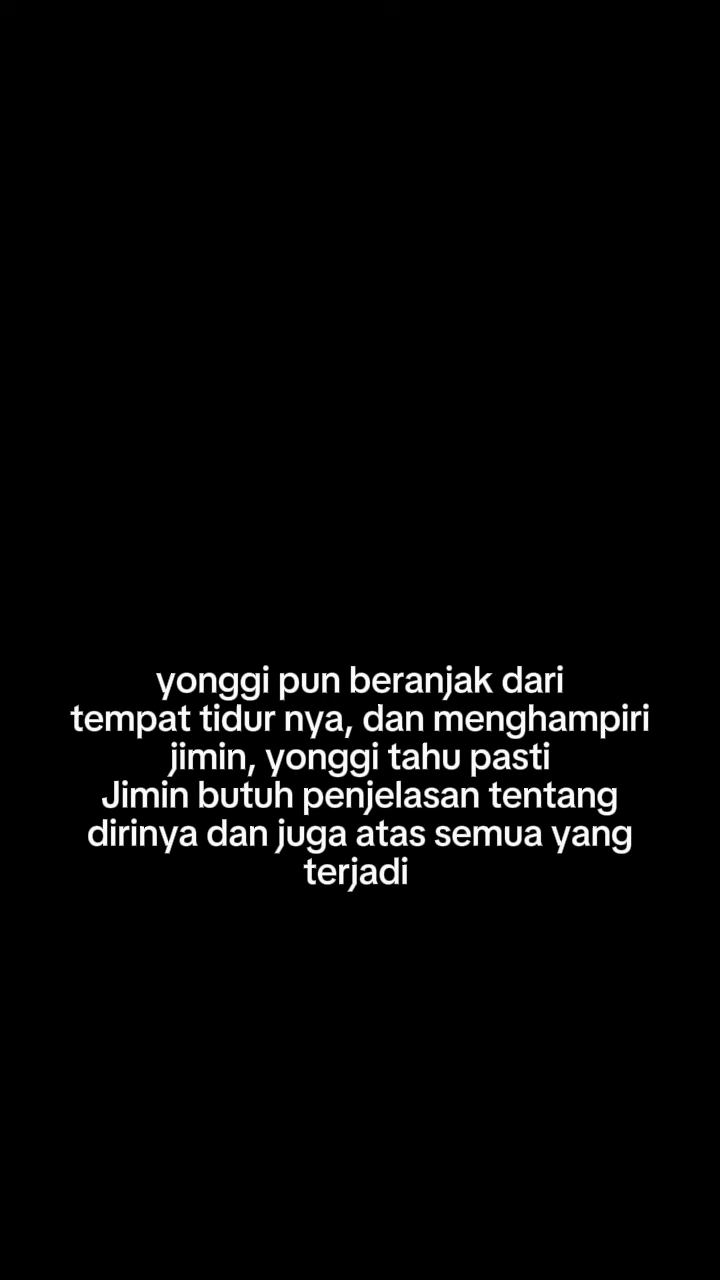 yonggi pun beranjak dari
tempat tidur nya, dan menghampiri
jimin, yonggi tahu pasti
Jimin butuh penjelasan tentang
dirinya dan juga atas semua yang
terjadi